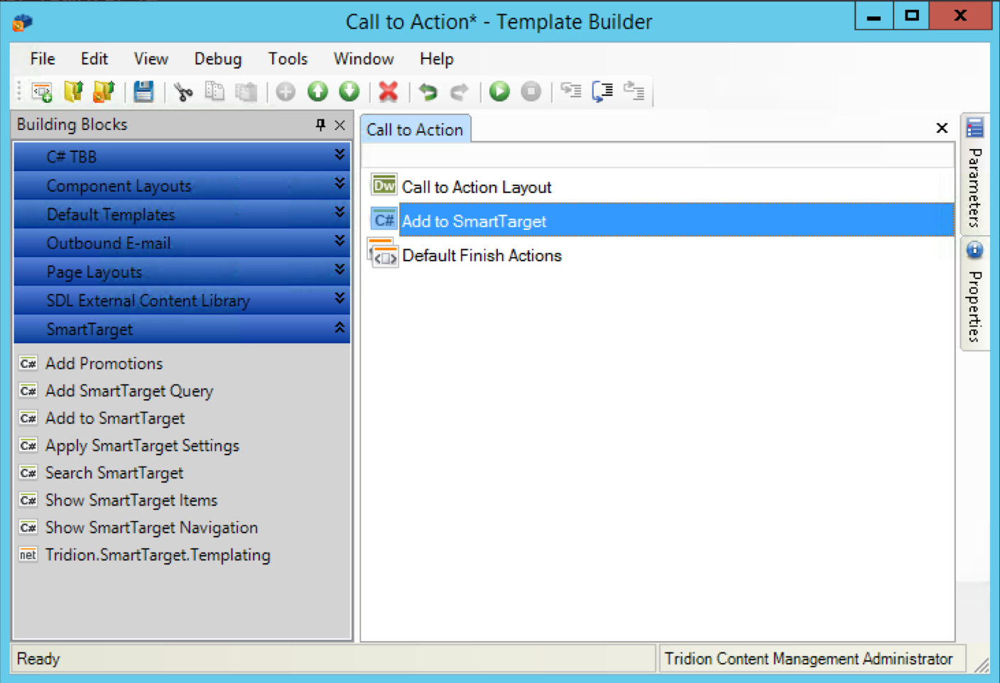 Call to Action* - Template Builder
File Edit View Debug Tools Window Help
Building Blocks
C# TBB
Component Layouts
Default Templates
Outbound E-mail
Page Layouts
SDL External Content Library
SmartTarget
C# Add Promotions
C# Add SmartTarget Query
C# Add to SmartTarget
C# Apply SmartTarget Settings
C# Search SmartTarget
C# Show SmartTarget Items
C# Show SmartTarget Navigation
net Tridion.SmartTarget.Templating
Call to Action
Dw Call to Action Layout
C# Add to SmartTarget
Default Finish Actions
Parameters
Properties
Ready
Tridion Content Management Administrator